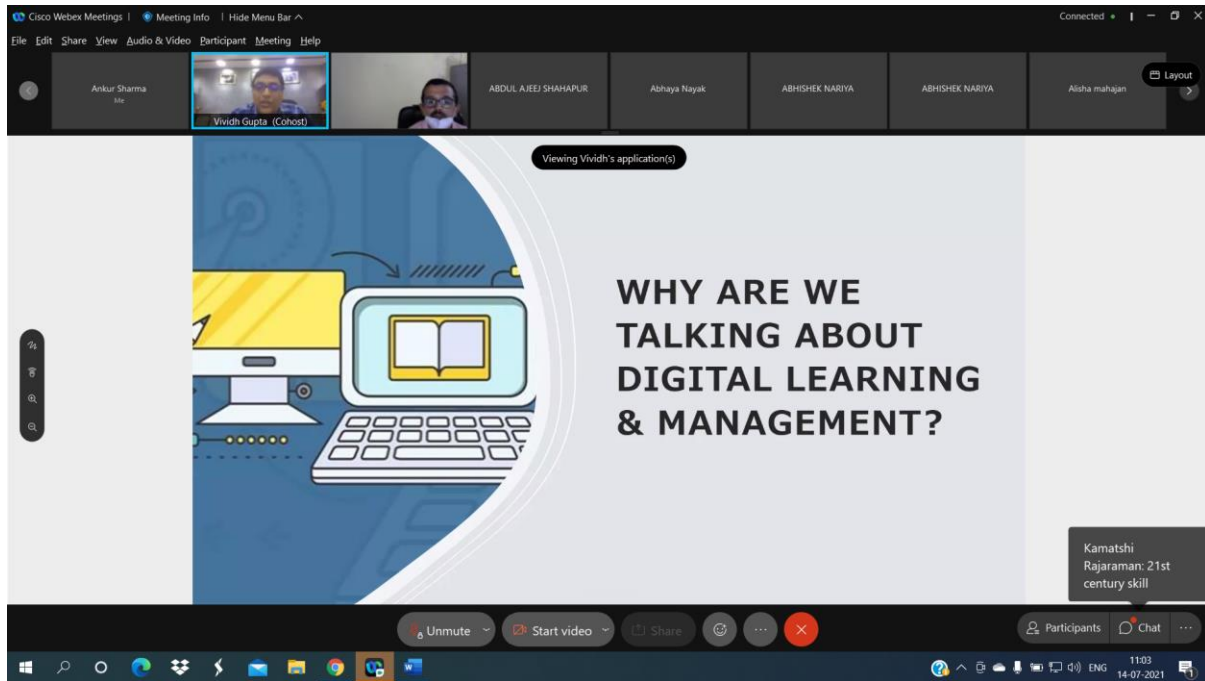 Cisco Webex Meetings | Meeting Info | Hide Menu Bar
Connected
File Edit Share View Audio & Video Participant Meeting Help
Layout
Ankur Sharma
Me
Vividh Gupta (Cohost)
ABDUL AJEEJ SHAHAPUR
Abhaya Nayak
ABHISHEK NARIYA
ABHISHEK NARIYA
Alisha mahajan
Viewing Vividh's application(s)
WHY ARE WE
TALKING ABOUT
DIGITAL LEARNING
& MANAGEMENT?
Kamatshi
Rajaraman: 21st
century skill
Unmute
Start video
Share
Participants
Chat
ENG
11:03
14-07-2021